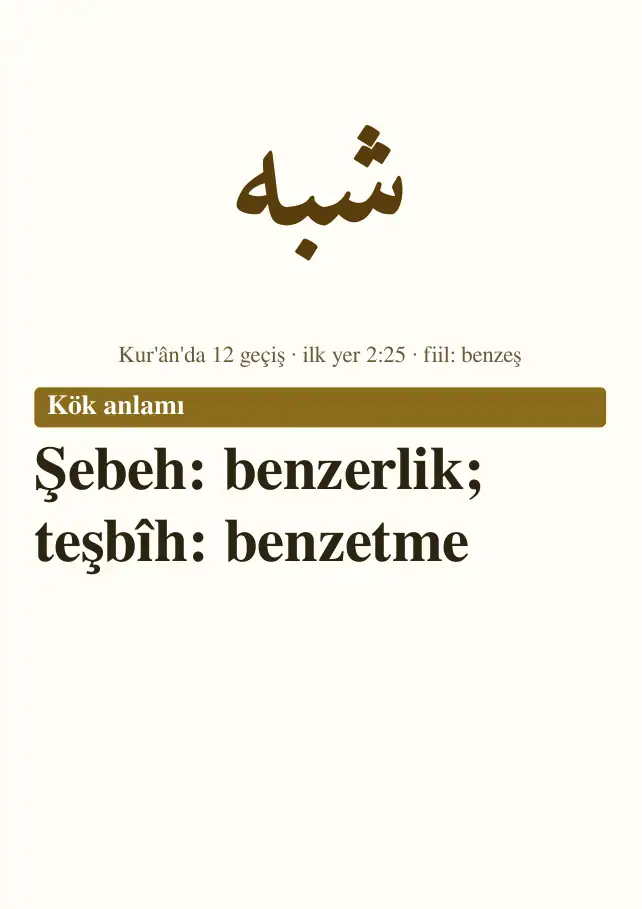 شبه
Kur'ân'da 12 geçiş · ilk yer 2:25 · fiil: benzeş
Kök anlamı
Şebeh: benzerlik;
teşbîh: benzetme